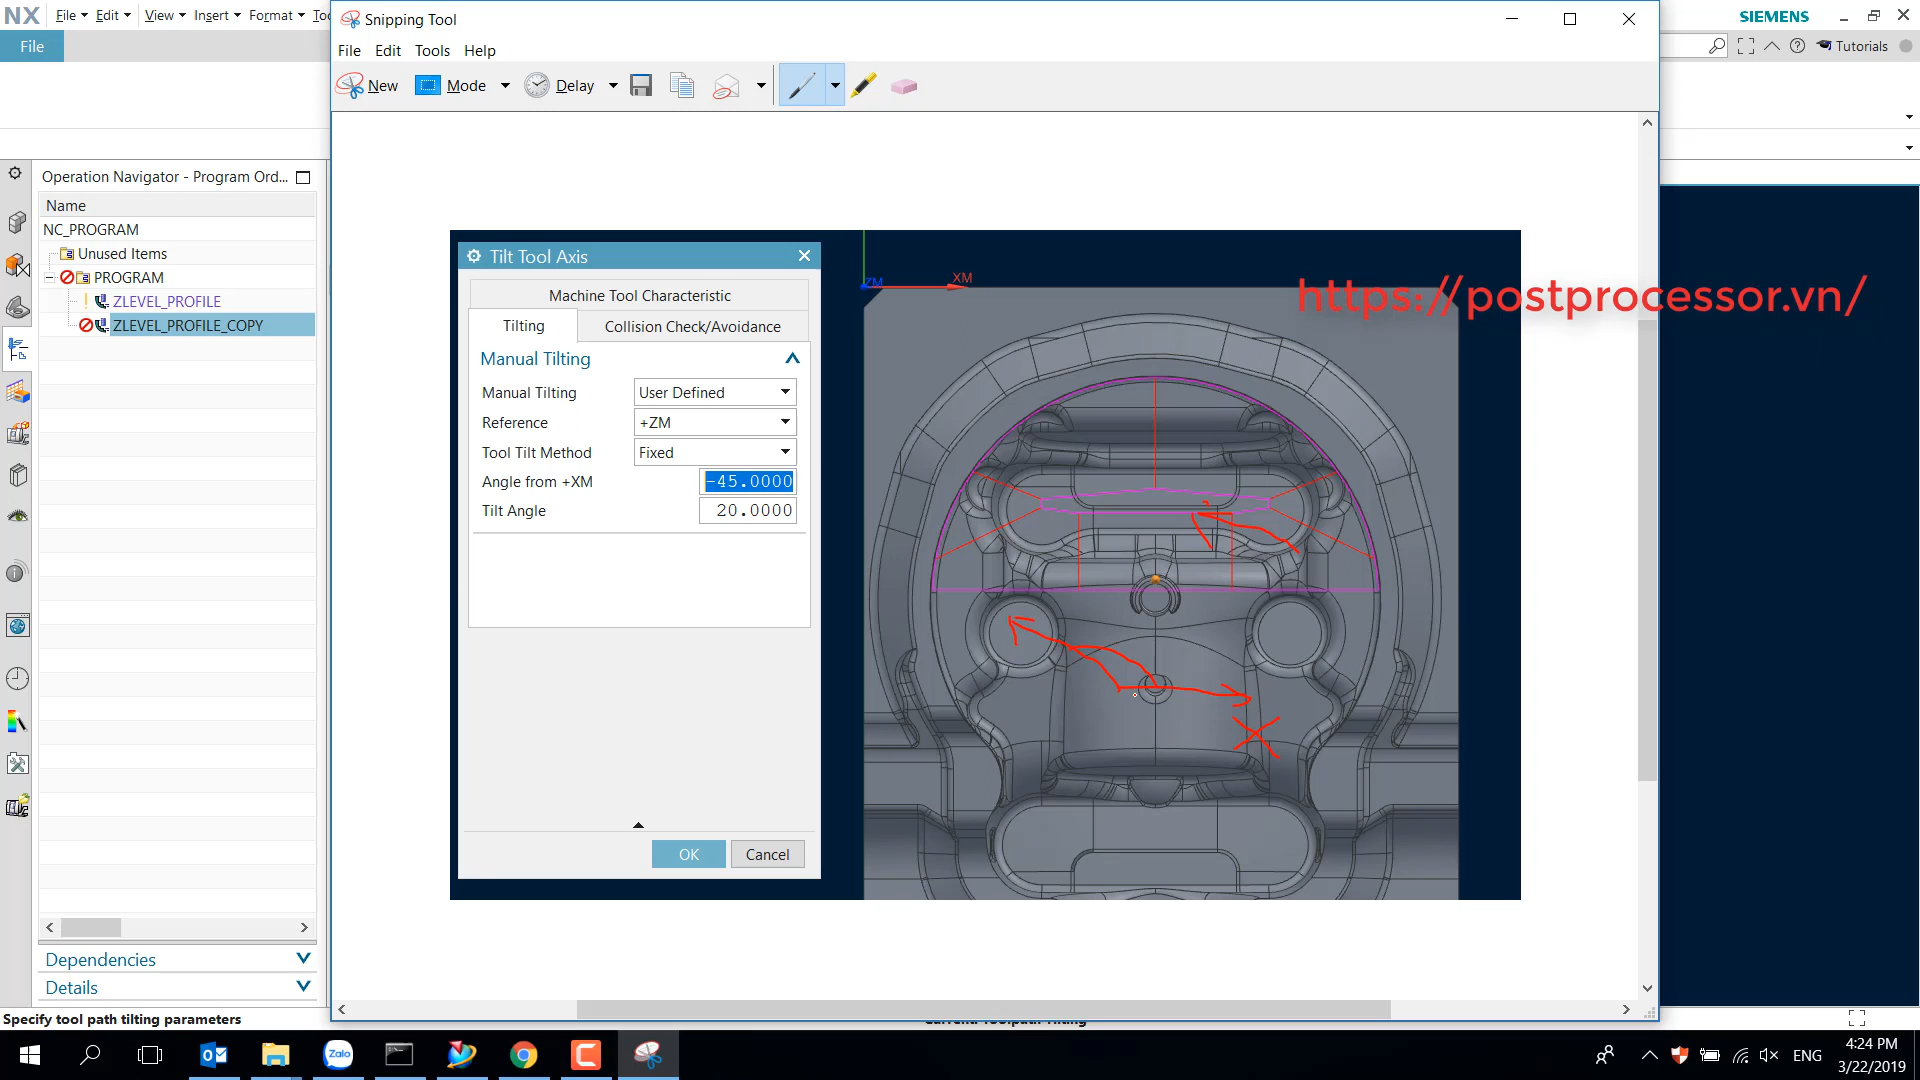 NX
File
Edit
View
Insert
Format
SIEMENS
File
Tutorials
Snipping Tool
File
Edit
Tools
Help
New
Mode
Delay
Operation Navigator - Program Ord...
Name
NC_PROGRAM
Unused Items
PROGRAM
ZLEVEL_PROFILE
ZLEVEL_PROFILE_COPY
Dependencies
Details
Tilt Tool Axis
Machine Tool Characteristic
Tilting
Collision Check/Avoidance
Manual Tilting
Manual Tilting
User Defined
Reference
+ZM
Tool Tilt Method
Fixed
Angle from +XM
-45.0000
Tilt Angle
20.0000
OK
Cancel
ZM
XM
https://postprocessor.vn/
Specify tool path tilting parameters
Zalo
ENG
4:24 PM
3/22/2019